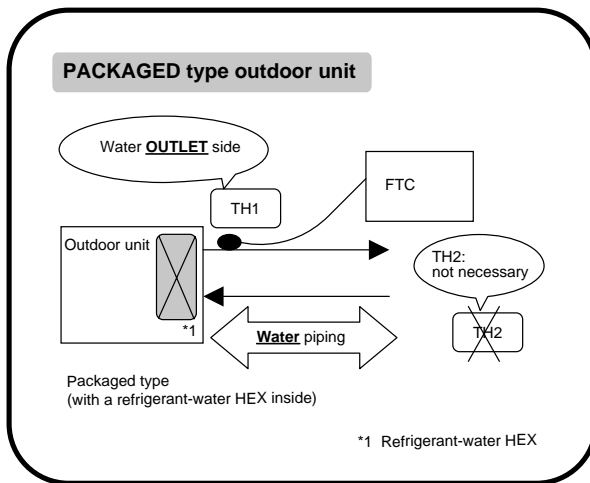 PACKAGED type outdoor unit
Water OUTLET side
FTC
TH1
Outdoor unit
TH2:
not necessary
*1
Water piping
TH2
Packaged type
(with a refrigerant-water HEX inside)
*1 Refrigerant-water HEX